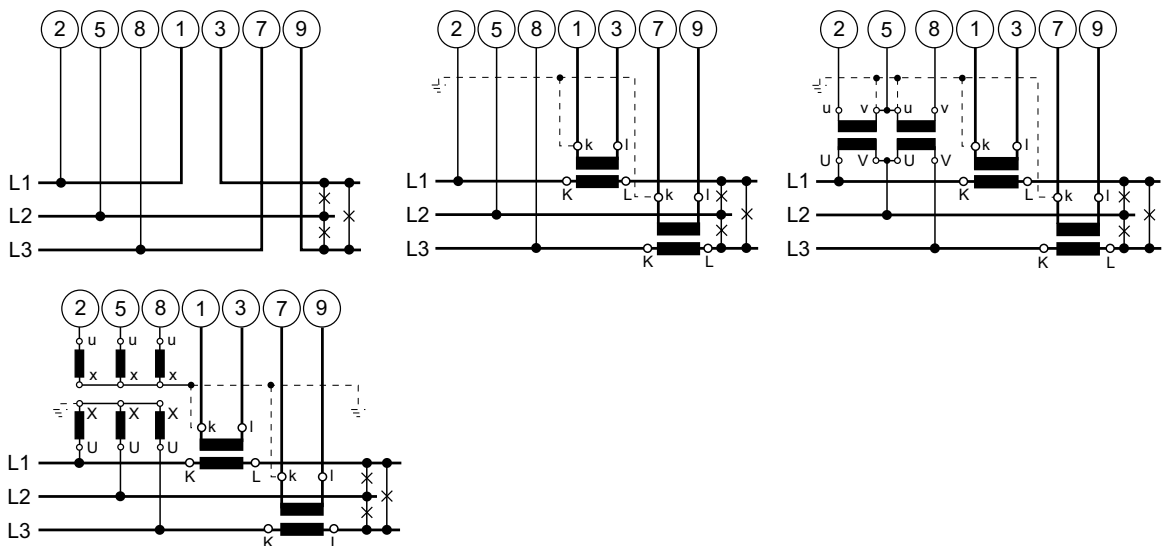 2 5 8 1 3 7 9
L1
L2
L3
2 5 8 1 3 7 9
k l
L1 K L k l
L2
L3 K L
2 5 8 1 3 7 9
u v u v
k l
U V U V
L1 K L k l
L2
L3 K L
2 5 8 1 3 7 9
u u u
x x x
X X X k l
U U U
L1 K L k l
L2
L3 K L